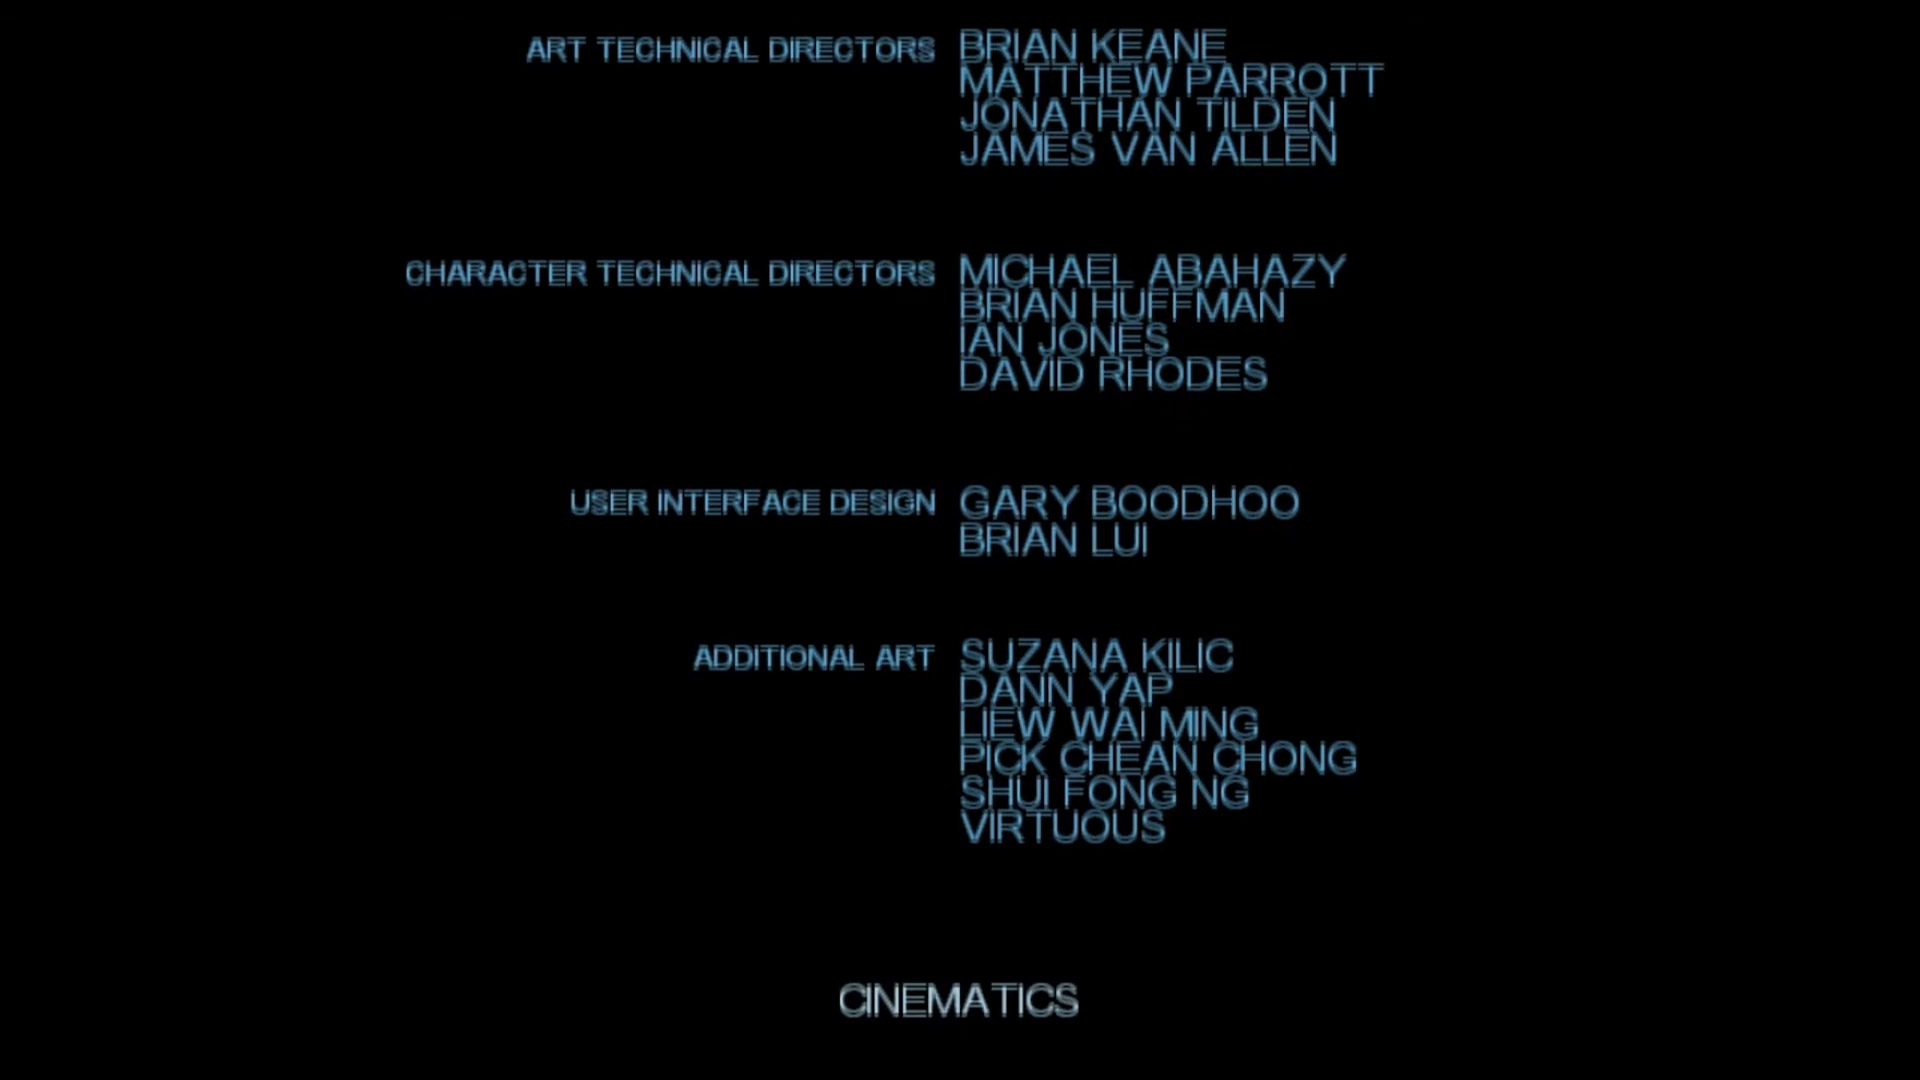 ART TECHNICAL DIRECTORS BRIAN KEANE
MATTHEW PARROTT
JONATHAN TILDEN
JAMES VAN ALLEN
CHARACTER TECHNICAL DIRECTORS MICHAEL ABAHAZY
BRIAN HUFFMAN
IAN JONES
DAVID RHODES
USER INTERFACE DESIGN GARY BOODHOO
BRIAN LUI
ADDITIONAL ART SUZANA KILIC
DANN YAP
LIEW WAI MING
PICK CHEAN CHONG
SHUI FONG NG
VIRTUOUS
CINEMATICS